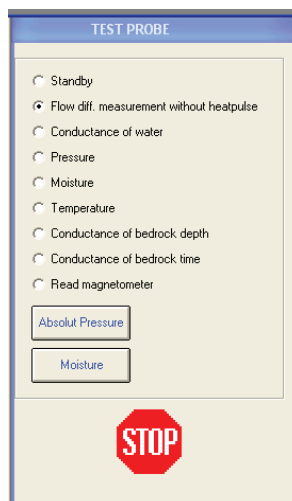 TEST PROBE
Standby
Flow diff. measurement without heatpulse
Conductance of water
Pressure
Moisture
Temperature
Conductance of bedrock depth
Conductance of bedrock time
Read magnetometer
Absolut Pressure
Moisture
STOP